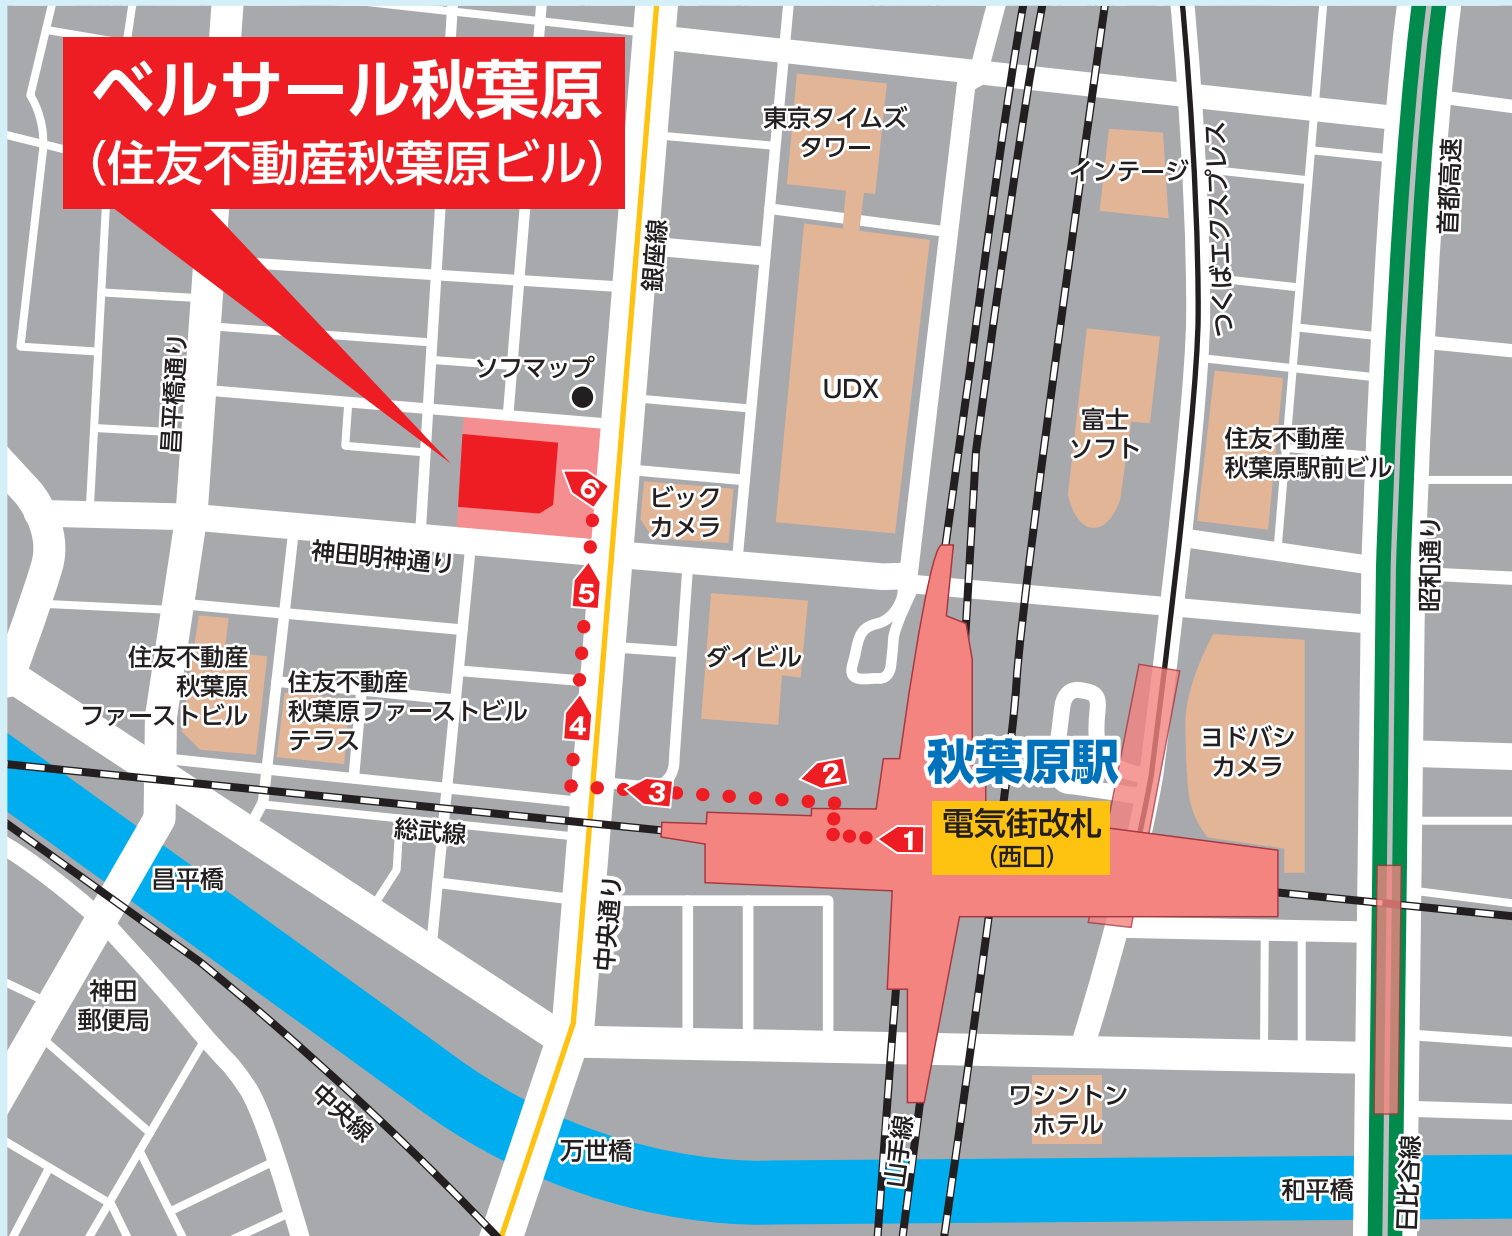 ベルサール秋葉原
（住友不動産秋葉原ビル）
東京タイムズ
タワー
インテージ
つくばエクスプレス
首都高速
銀座線
昌平橋通り
ソフマップ
UDX
富士
ソフト
住友不動産
秋葉原駅前ビル
ビック
カメラ
6
神田明神通り
5
昭和通り
住友不動産
秋葉原
ファーストビル
住友不動産
秋葉原ファーストビル
テラス
ダイビル
4
秋葉原駅
ヨドバシ
カメラ
2
3
電気街改札
（西口）
1
総武線
昌平橋
中央通り
神田
郵便局
中央線
万世橋
山手線
ワシントン
ホテル
和平橋
日比谷線